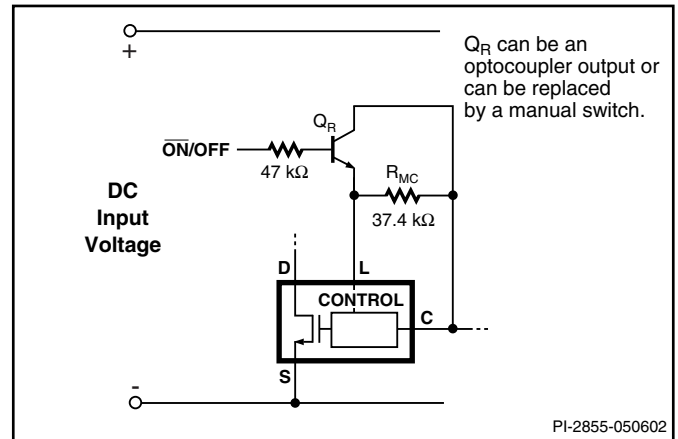 +
Q_R can be an
optocoupler output or
can be replaced
by a manual switch.
Q_R
ON/OFF
47 kΩ
R_MC
37.4 kΩ
DC
Input
Voltage
D
L
CONTROL
C
S
-
PI-2855-050602